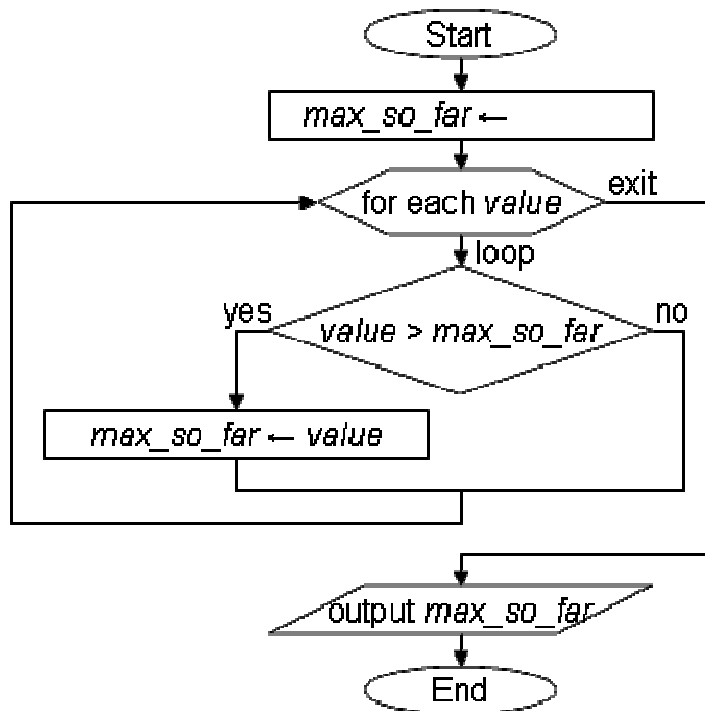 Start
max_so_far ←
for each value
exit
loop
yes
value > max_so_far
no
max_so_far ← value
output max_so_far
End